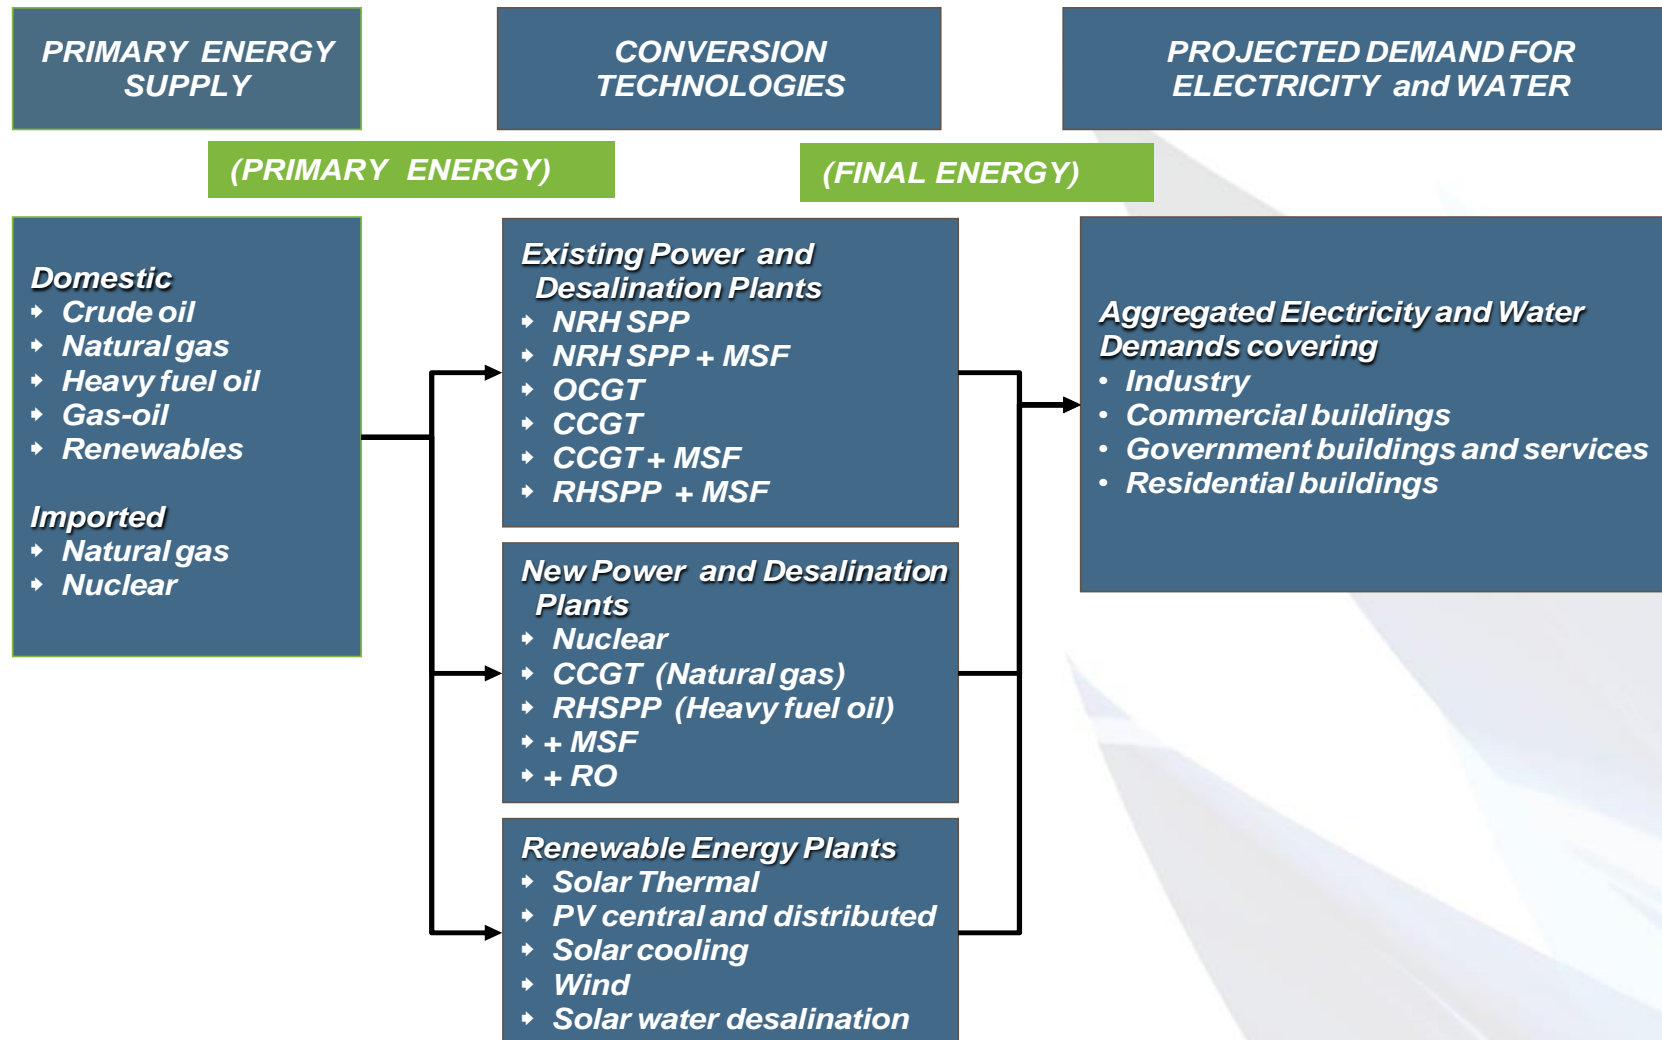 PRIMARY ENERGY
SUPPLY
CONVERSION
TECHNOLOGIES
PROJECTED DEMAND FOR
ELECTRICITY and WATER
(PRIMARY ENERGY)
(FINAL ENERGY)
Domestic
Crude oil
Natural gas
Heavy fuel oil
Gas-oil
Renewables
Imported
Natural gas
Nuclear
Existing Power and
Desalination Plants
NRH SPP
NRH SPP + MSF
OCGT
CCGT
CCGT + MSF
RHSPP + MSF
New Power and Desalination
Plants
Nuclear
CCGT (Natural gas)
RHSPP (Heavy fuel oil)
+ MSF
+ RO
Renewable Energy Plants
Solar Thermal
PV central and distributed
Solar cooling
Wind
Solar water desalination
Aggregated Electricity and Water
Demands covering
• Industry
• Commercial buildings
• Government buildings and services
• Residential buildings